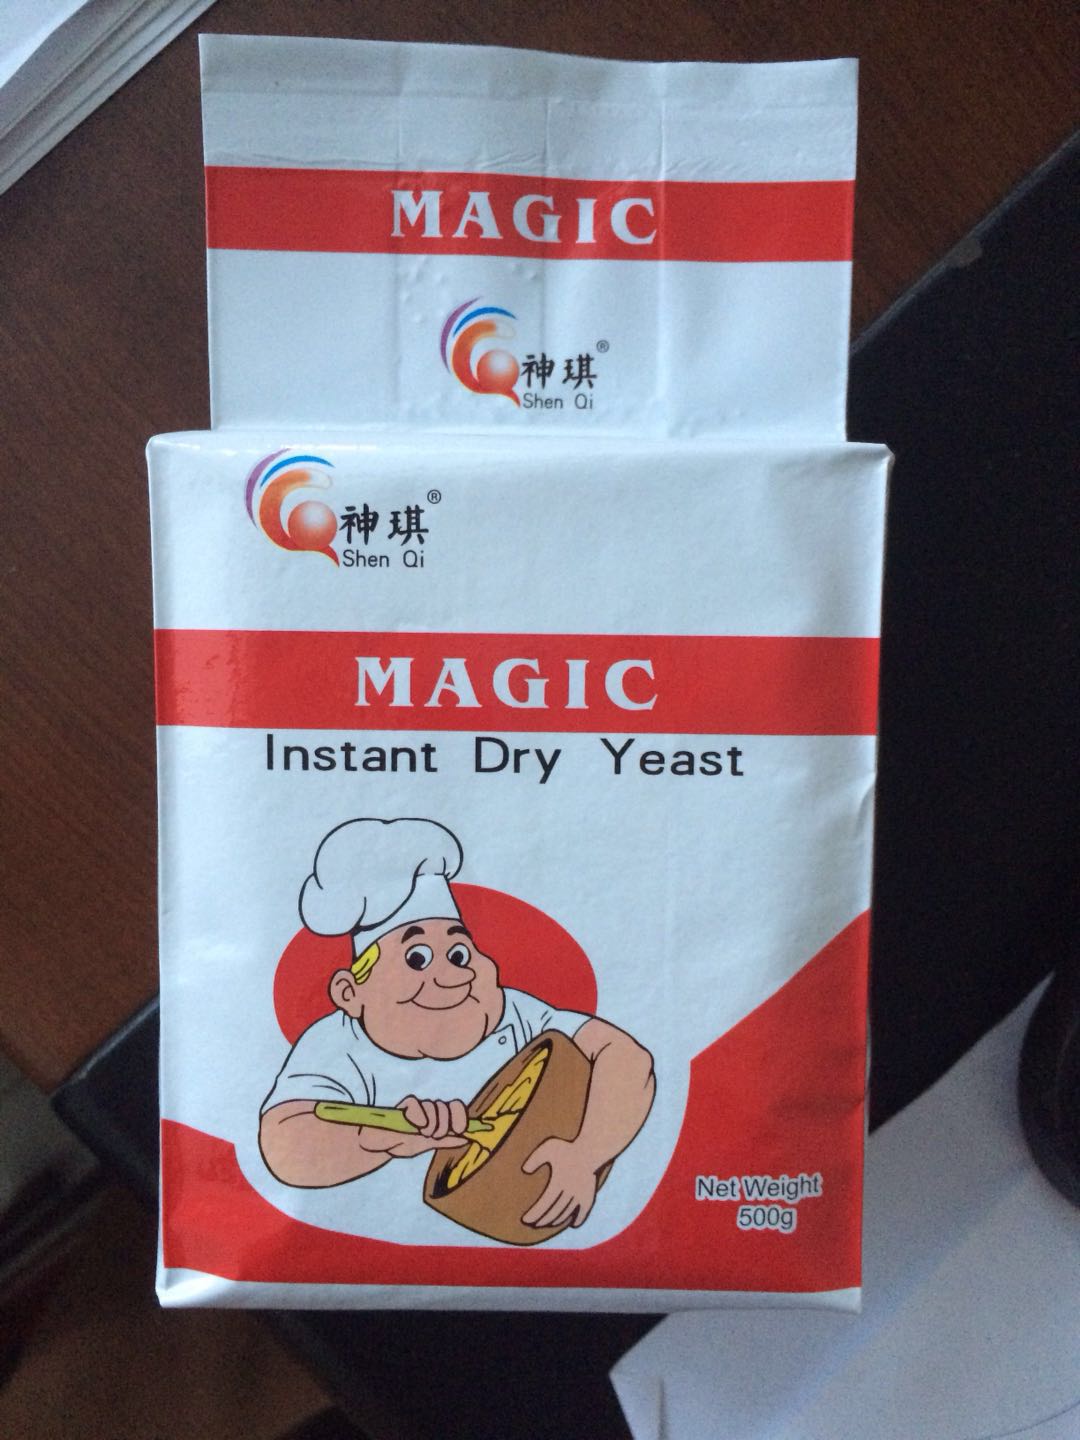 MAGIC
神琪®
Shen Qi
神琪®
Shen Qi
MAGIC
Instant Dry Yeast
Net Weight
500g